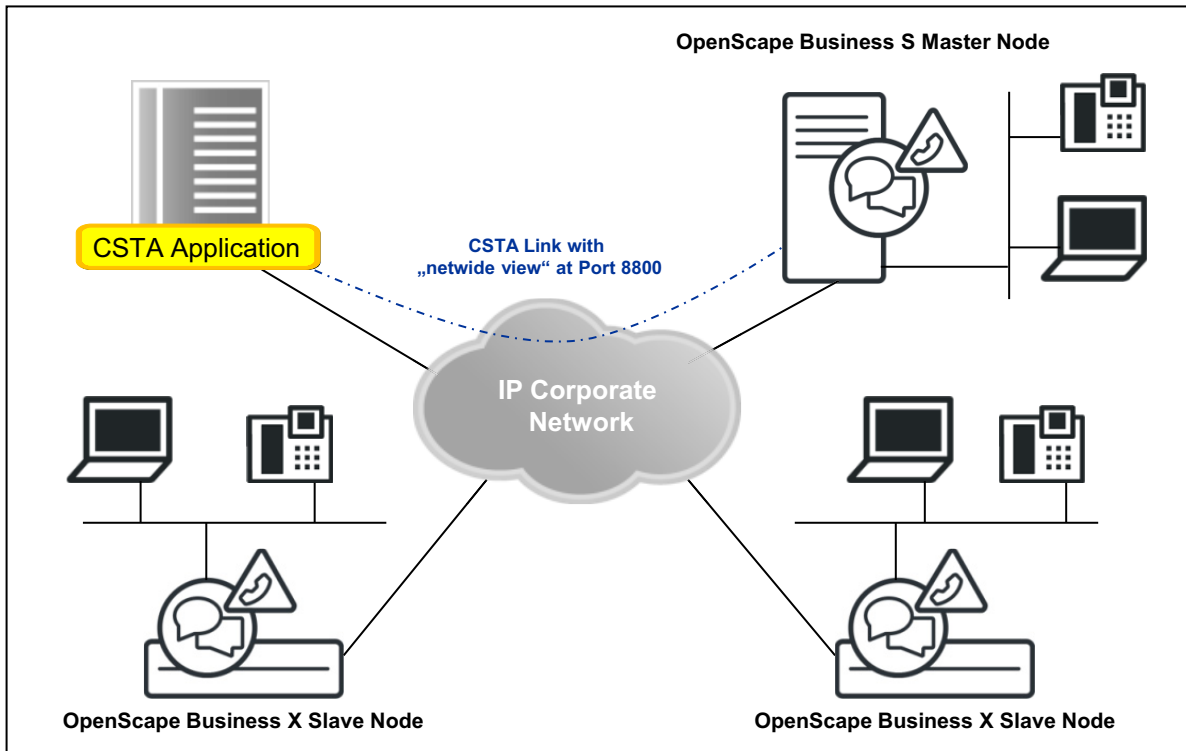 OpenScape Business S Master Node
CSTA Application
CSTA Link with
„netwide view“ at Port 8800
IP Corporate
Network
OpenScape Business X Slave Node
OpenScape Business X Slave Node